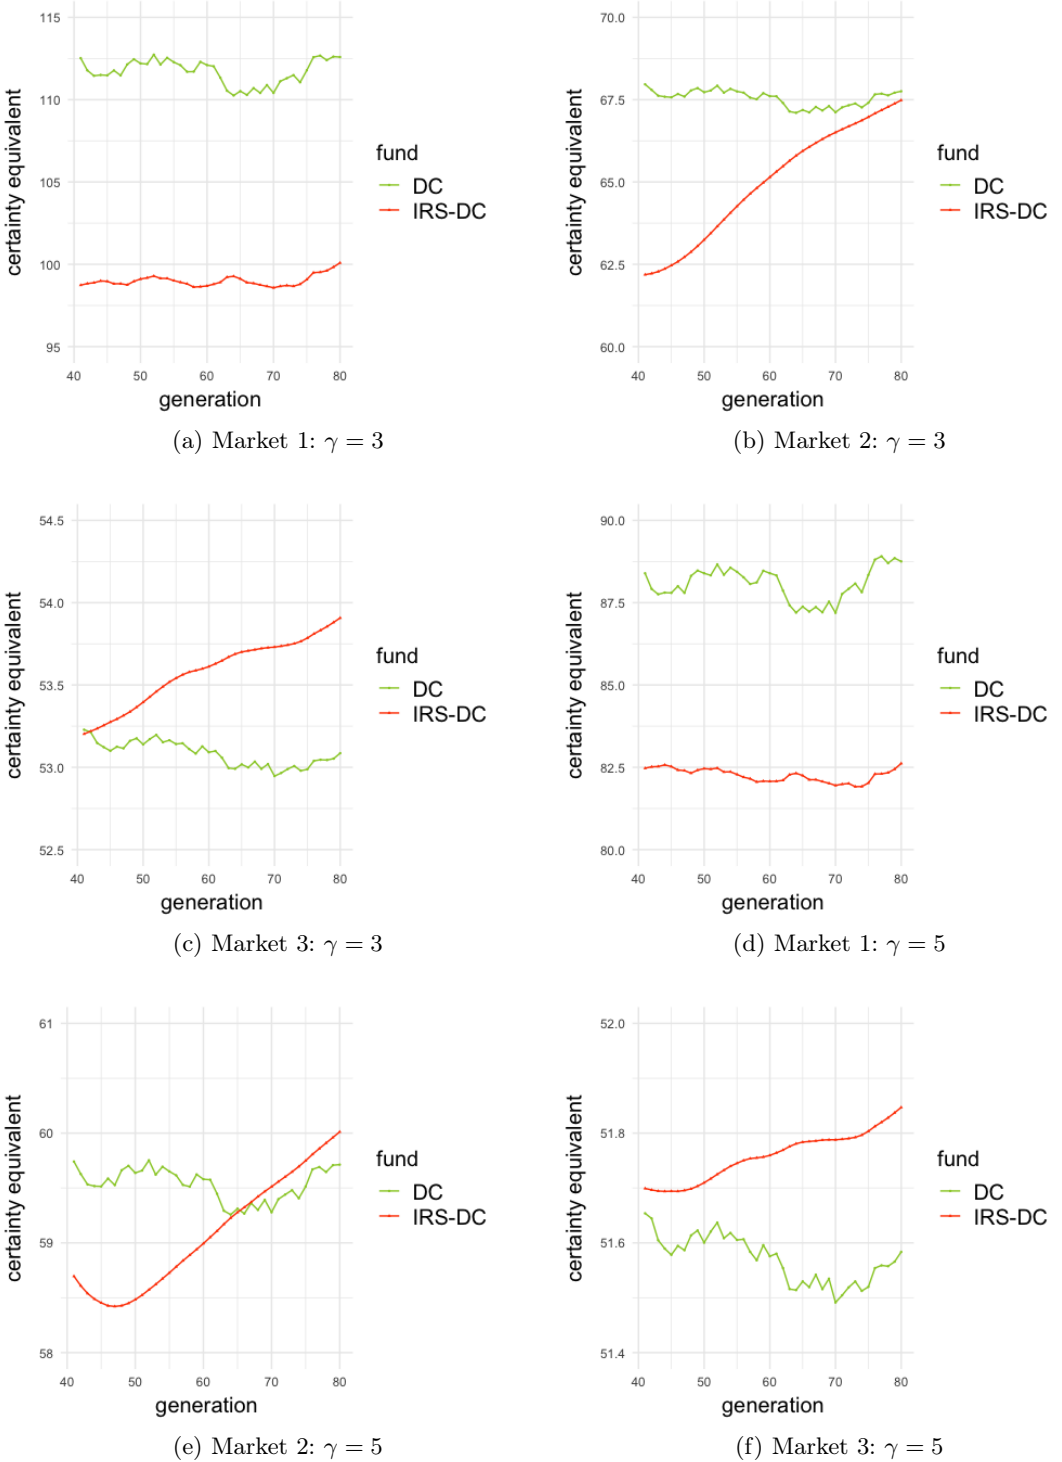 115
110
105
100
95
certainty equivalent
40 50 60 70 80
generation
fund
DC
IRS-DC
(a) Market 1: γ = 3
70.0
67.5
65.0
62.5
60.0
certainty equivalent
40 50 60 70 80
generation
fund
DC
IRS-DC
(b) Market 2: γ = 3
54.5
54.0
53.5
53.0
52.5
certainty equivalent
40 50 60 70 80
generation
fund
DC
IRS-DC
(c) Market 3: γ = 3
90.0
87.5
85.0
82.5
80.0
certainty equivalent
40 50 60 70 80
generation
fund
DC
IRS-DC
(d) Market 1: γ = 5
61
60
59
58
certainty equivalent
40 50 60 70 80
generation
fund
DC
IRS-DC
(e) Market 2: γ = 5
52.0
51.8
51.6
51.4
certainty equivalent
40 50 60 70 80
generation
fund
DC
IRS-DC
(f) Market 3: γ = 5